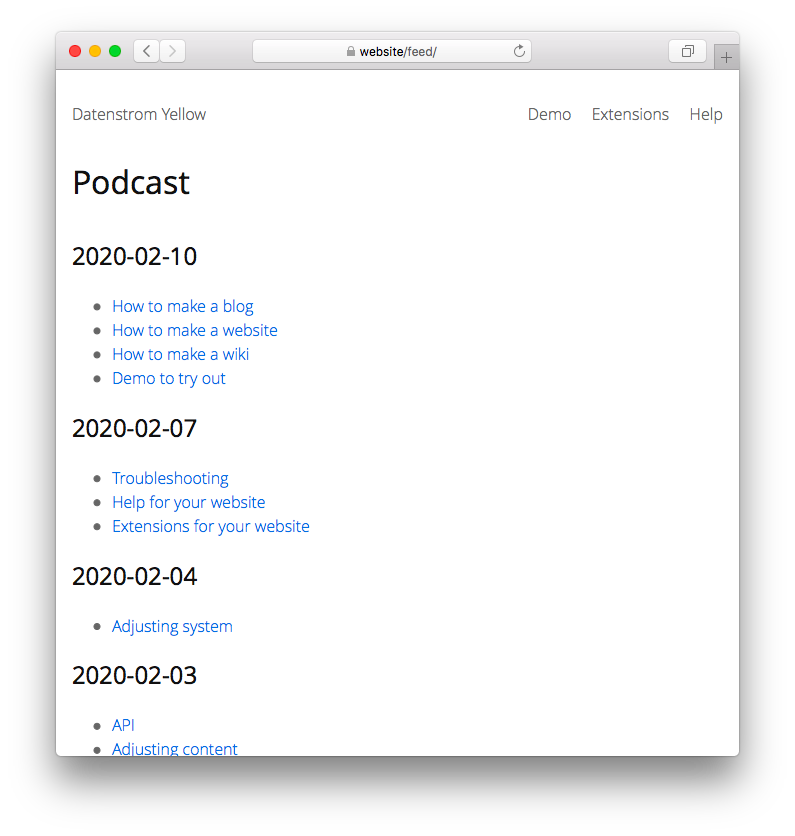 website/feed/
Datenstrom Yellow
Demo Extensions Help
Podcast
2020-02-10
How to make a blog
How to make a website
How to make a wiki
Demo to try out
2020-02-07
Troubleshooting
Help for your website
Extensions for your website
2020-02-04
Adjusting system
2020-02-03
API
Adjusting content